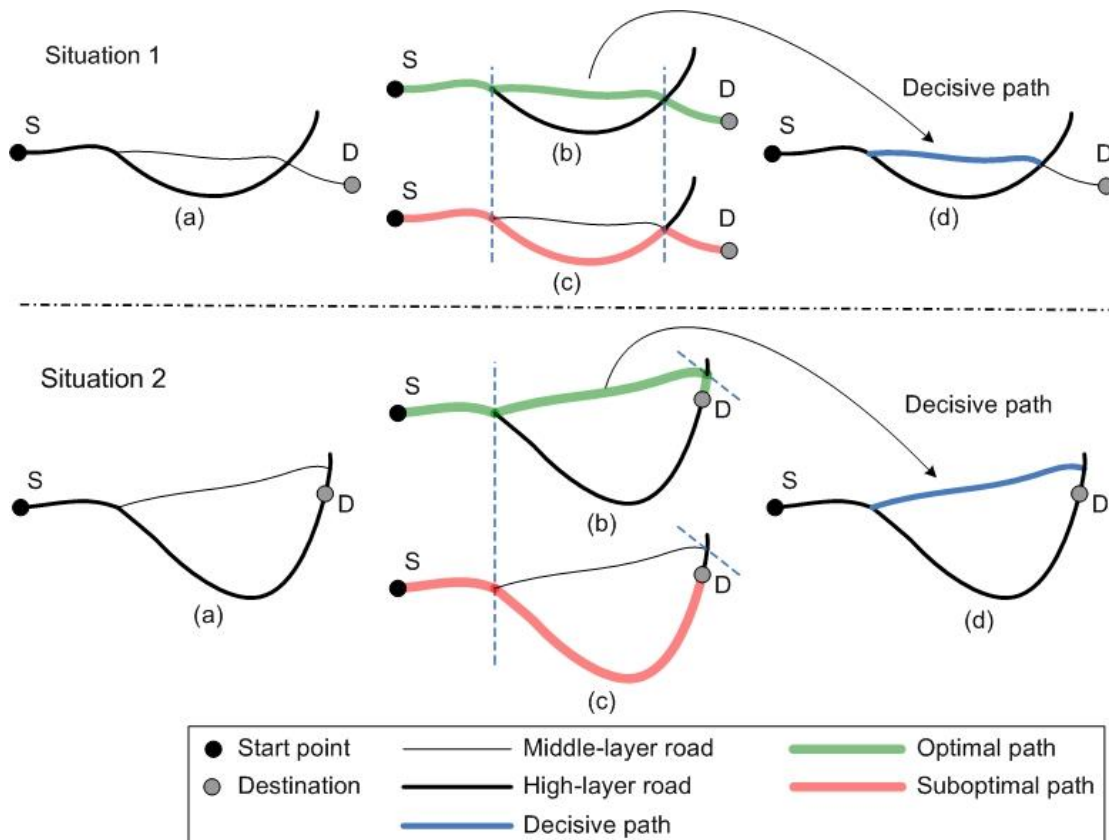 Situation 1
S
D
(a)
S
D
(b)
S
D
(c)
Decisive path
S
D
(d)
Situation 2
S
D
(a)
S
D
(b)
S
D
(c)
Decisive path
S
D
(d)
Start point
Middle-layer road
Optimal path
Destination
High-layer road
Suboptimal path
Decisive path